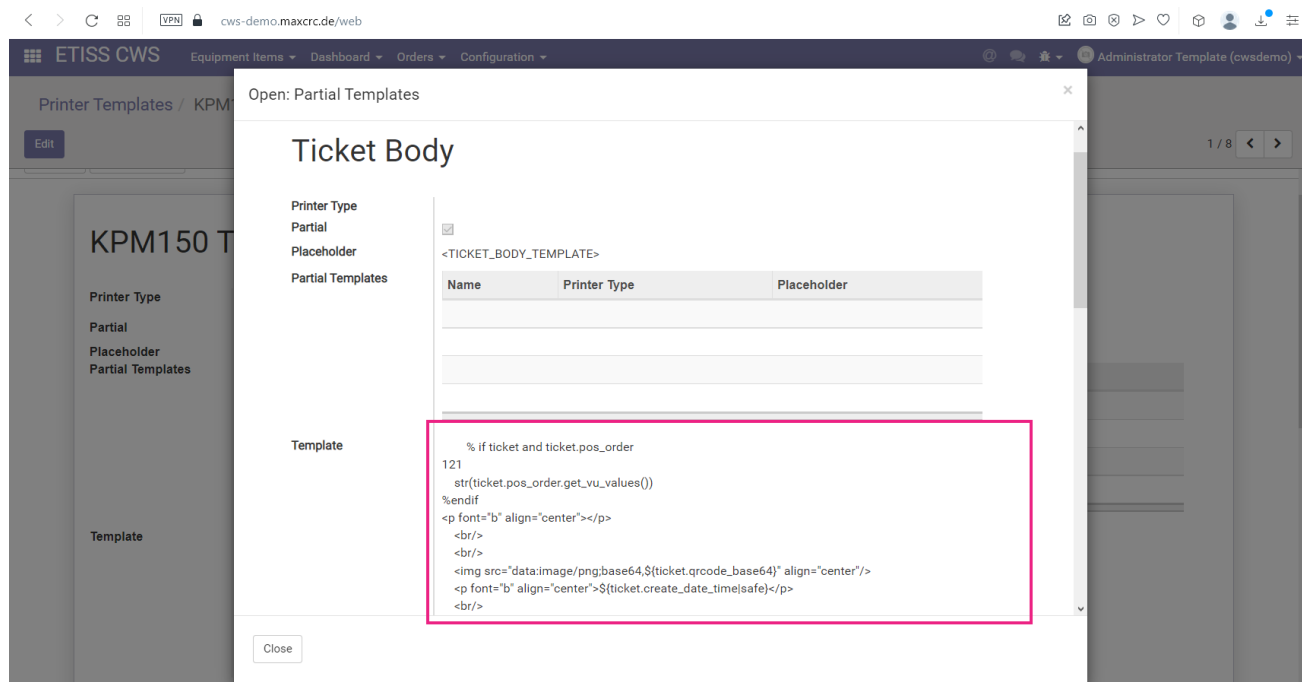 VPN cws-demo.maxcrc.de/web
ETISS CWS Equipment Items Dashboard Orders Configuration Administrator Template (cwsdemo)
Printer Templates / KPM1
Open: Partial Templates ×
Edit
1 / 8
Ticket Body
Printer Type
Partial
Placeholder <TICKET_BODY_TEMPLATE>
Partial Templates
Name Printer Type Placeholder
KPM150 T
Printer Type
Partial
Placeholder
Partial Templates
Template
Template
% if ticket and ticket.pos_order
121
str(ticket.pos_order.get_vu_values())
%endif
<p font="b" align="center"></p>
<br/>
<br/>
<img src="data:image/png;base64,${ticket.qrcode_base64}" align="center"/>
<p font="b" align="center">${ticket.create_date_time|safe}</p>
<br/>
Close